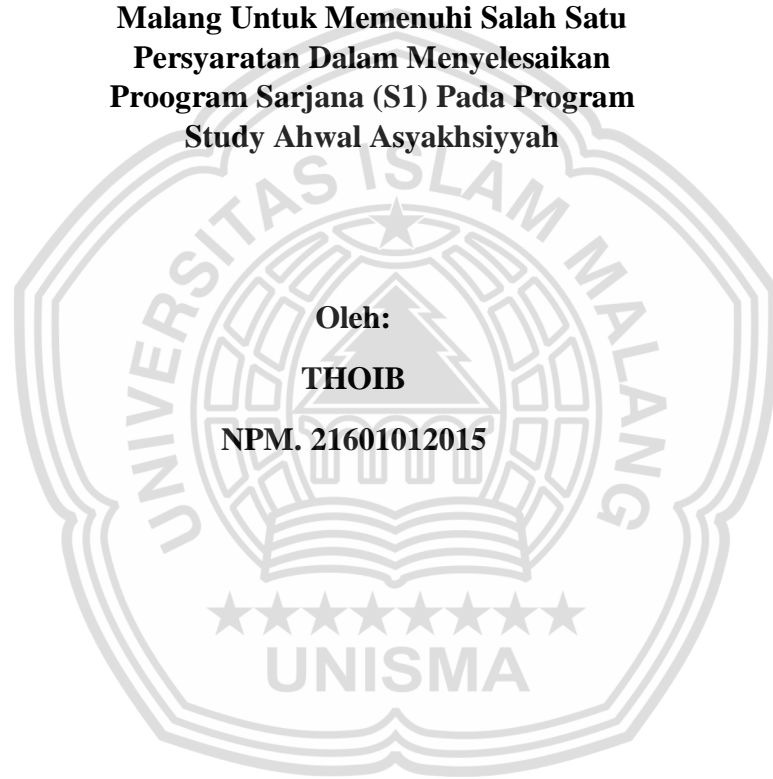 Malang Untuk Memenuhi Salah Satu
Persyaratan Dalam Menyelesaikan
Proogram Sarjana (S1) Pada Program
Study Ahwal Asyakhsiyyah
UNIVERSITAS ISLAM MALANG
Oleh:
THOIB
NPM. 21601012015
UNISMA